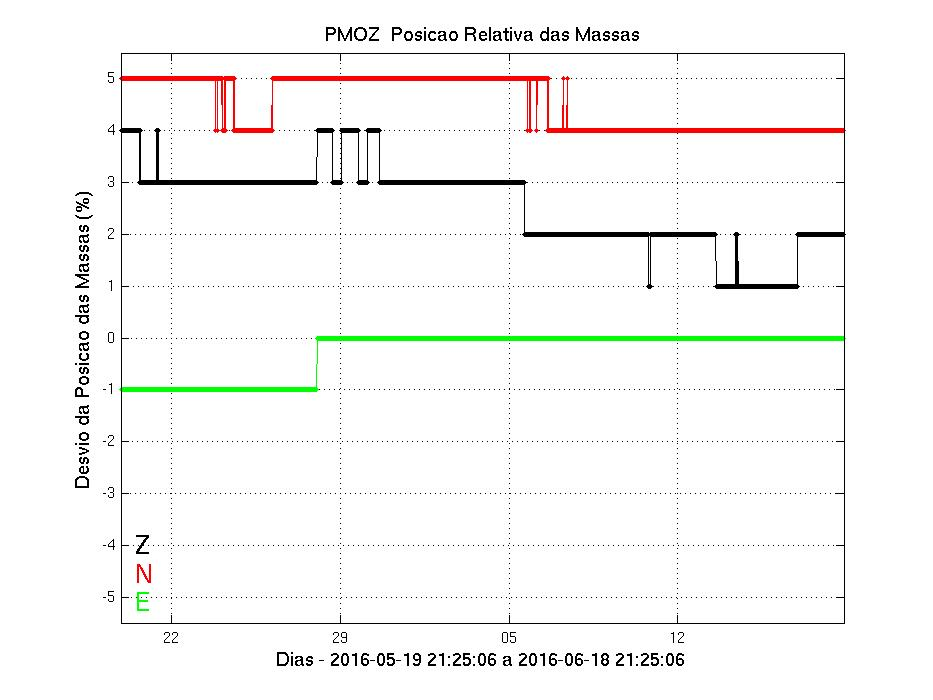 PMOZ  Posicao Relativa das Massas
Desvio da Posicao das Massas (%)
5
4
3
2
1
0
-1
-2
-3
-4
-5
Z
N
E
22 29 05 12
Dias - 2016-05-19 21:25:06 a 2016-06-18 21:25:06